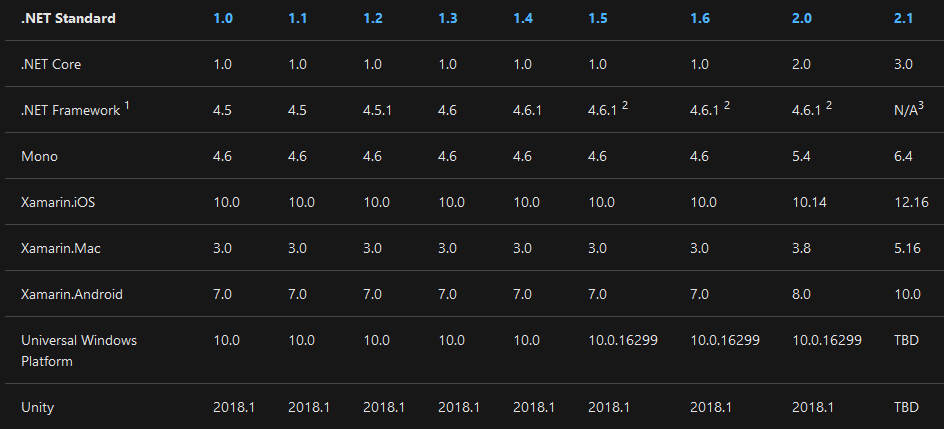 .NET Standard 1.0 1.1 1.2 1.3 1.4 1.5 1.6 2.0 2.1
.NET Core 1.0 1.0 1.0 1.0 1.0 1.0 1.0 2.0 3.0
.NET Framework 1 4.5 4.5 4.5.1 4.6 4.6.1 4.6.1 2 4.6.1 2 4.6.1 2 N/A3
Mono 4.6 4.6 4.6 4.6 4.6 4.6 4.6 5.4 6.4
Xamarin.iOS 10.0 10.0 10.0 10.0 10.0 10.0 10.0 10.14 12.16
Xamarin.Mac 3.0 3.0 3.0 3.0 3.0 3.0 3.0 3.8 5.16
Xamarin.Android 7.0 7.0 7.0 7.0 7.0 7.0 7.0 8.0 10.0
Universal Windows 10.0 10.0 10.0 10.0 10.0 10.0.16299 10.0.16299 10.0.16299 TBD
Platform
Unity 2018.1 2018.1 2018.1 2018.1 2018.1 2018.1 2018.1 2018.1 TBD